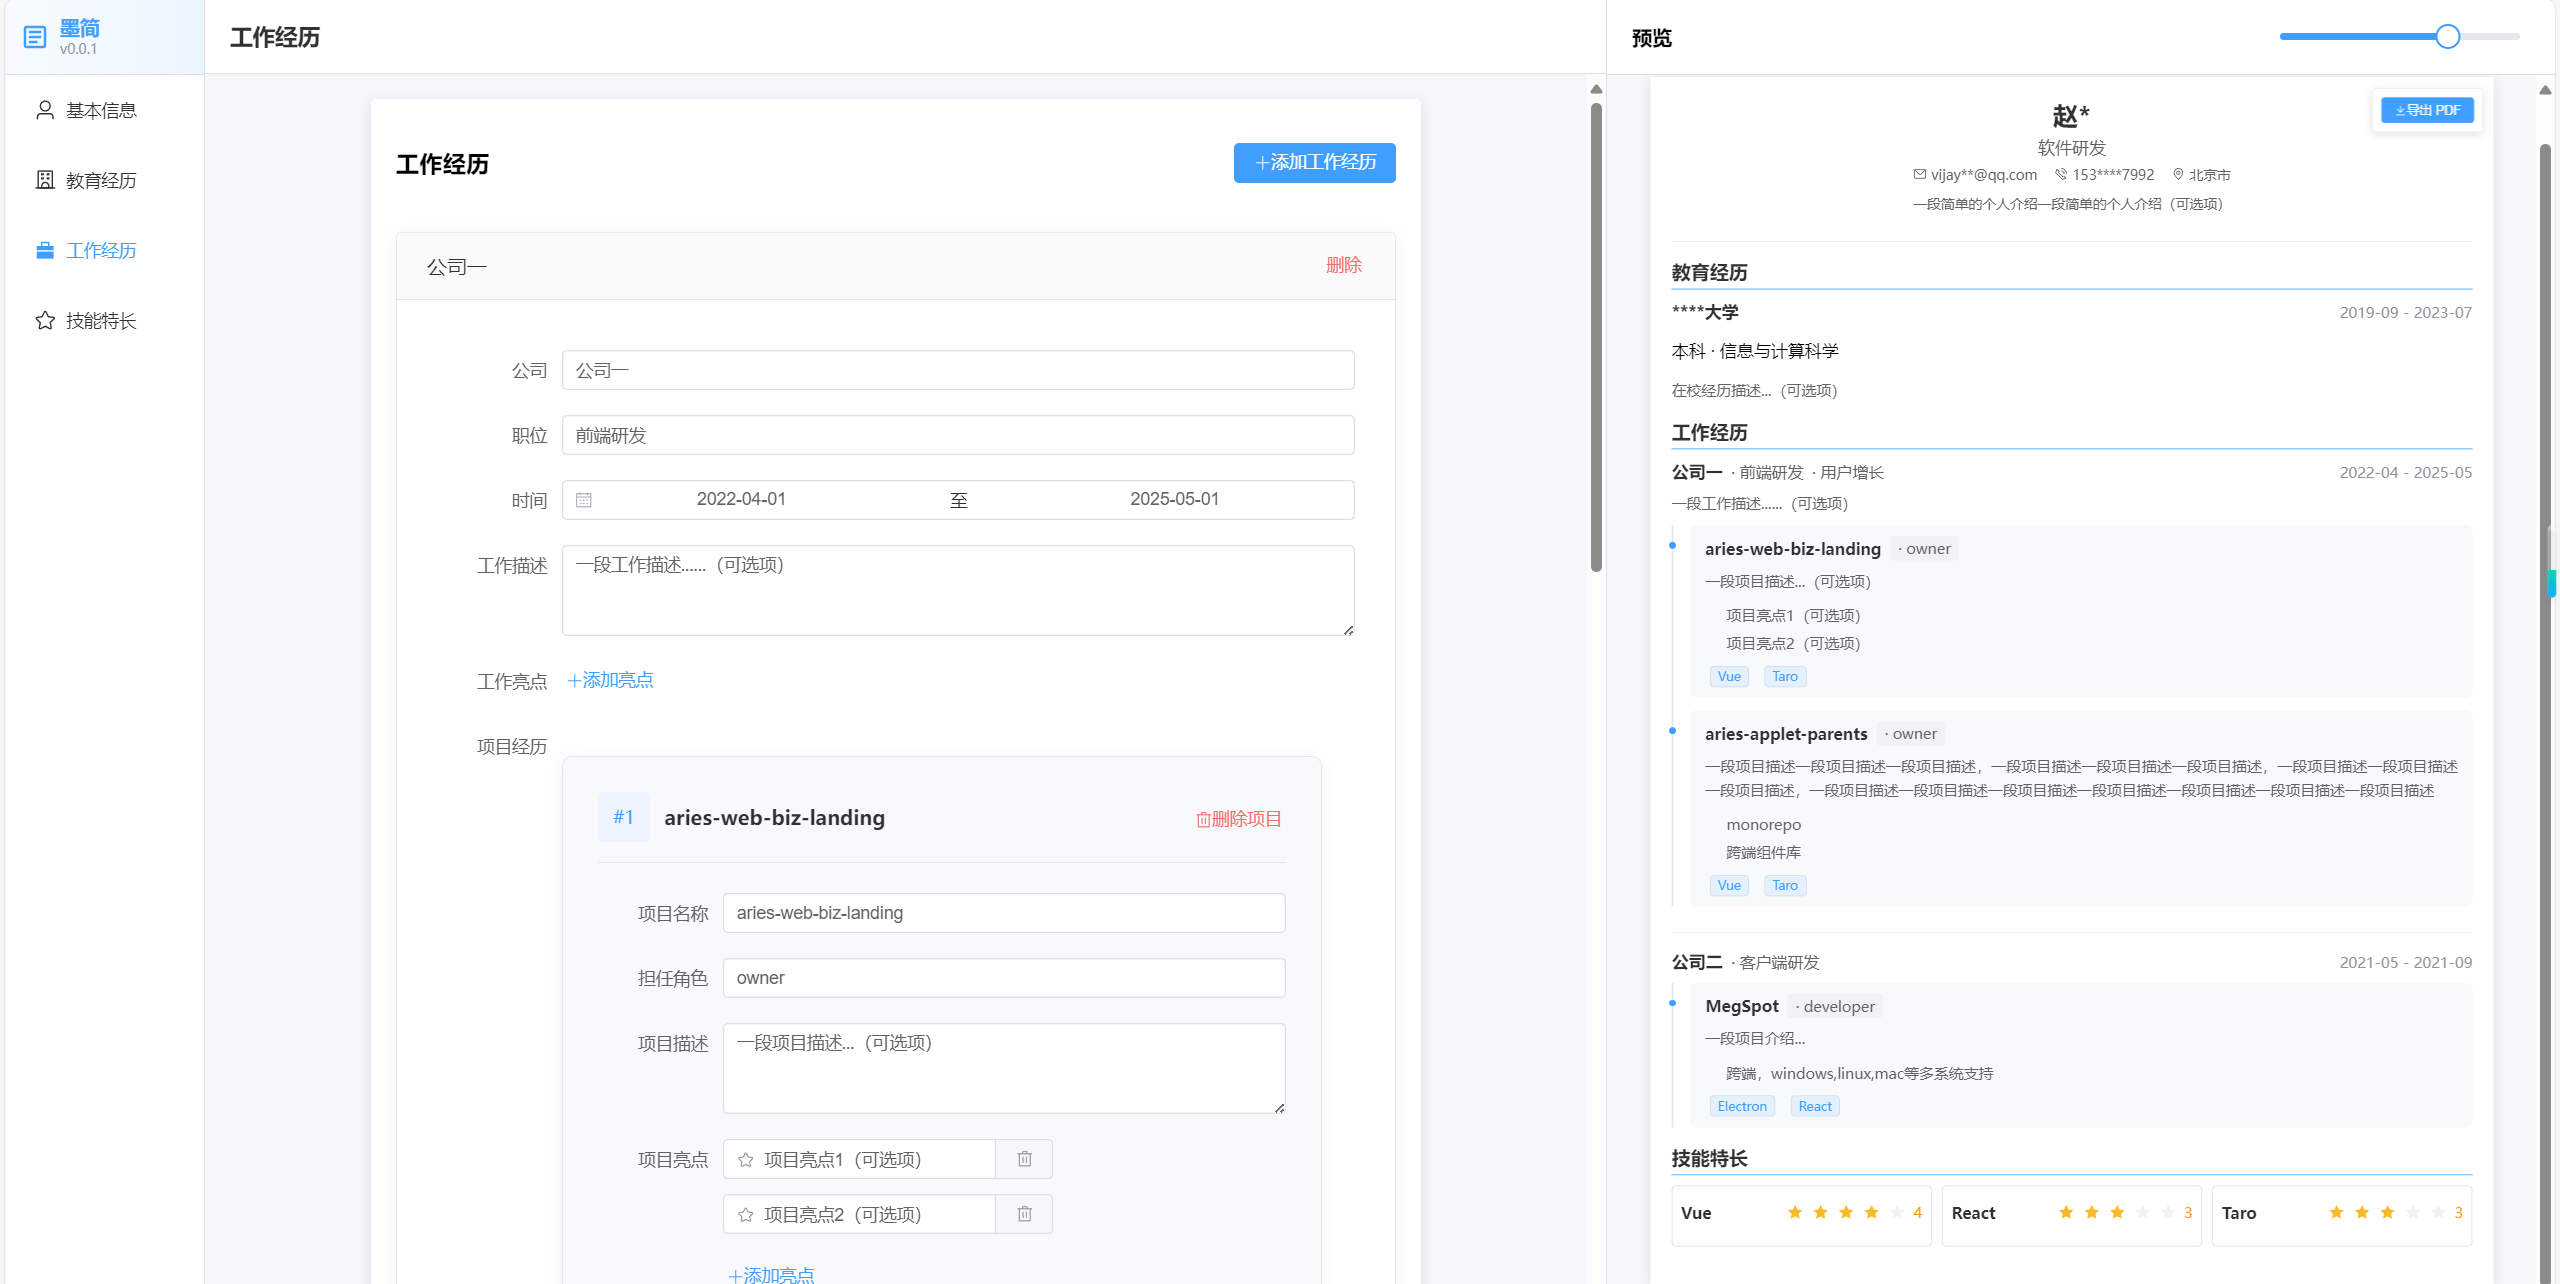 墨简
v0.0.1
基本信息
教育经历
工作经历
技能特长
工作经历
工作经历
添加工作经历
公司一
删除
公司
公司一
职位
前端研发
时间
2022-04-01 至 2025-05-01
工作描述
一段工作描述......（可选项）
工作亮点
添加亮点
项目经历
#1 aries-web-biz-landing
删除项目
项目名称
aries-web-biz-landing
担任角色
owner
项目描述
一段项目描述...（可选项）
项目亮点
项目亮点1（可选项）
项目亮点2（可选项）
添加亮点
预览
导出 PDF
赵*
软件研发
vijay**@qq.com 153****7992 北京市
一段简单的个人介绍一段简单的个人介绍（可选项）
教育经历
****大学 2019-09 - 2023-07
本科 · 信息与计算科学
在校经历描述...（可选项）
工作经历
公司一 · 前端研发 · 用户增长 2022-04 - 2025-05
一段工作描述......（可选项）
aries-web-biz-landing · owner
一段项目描述...（可选项）
项目亮点1（可选项）
项目亮点2（可选项）
Vue Taro
aries-applet-parents · owner
一段项目描述一段项目描述一段项目描述，一段项目描述一段项目描述一段项目描述，一段项目描述一段项目描述
一段项目描述，一段项目描述一段项目描述一段项目描述一段项目描述一段项目描述一段项目描述一段项目描述
monorepo
跨端组件库
Vue Taro
公司二 · 客户端研发 2021-05 - 2021-09
MegSpot · developer
一段项目介绍...
跨端，windows,linux,mac等多系统支持
Electron React
技能特长
Vue 4 React 3 Taro 3